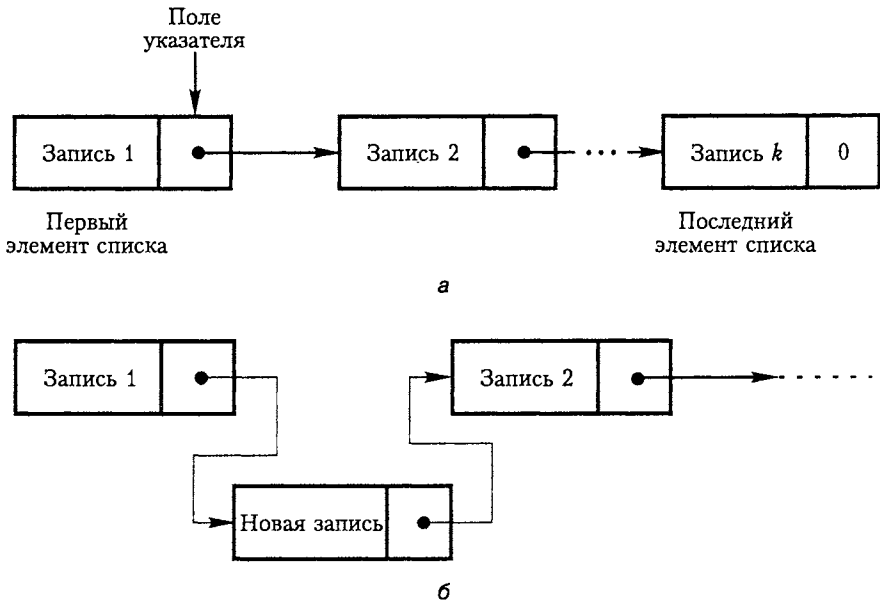 Поле
указателя
Запись 1
Запись 2
Запись k
0
Первый
элемент списка
Последний
элемент списка
а
Запись 1
Запись 2
Новая запись
б